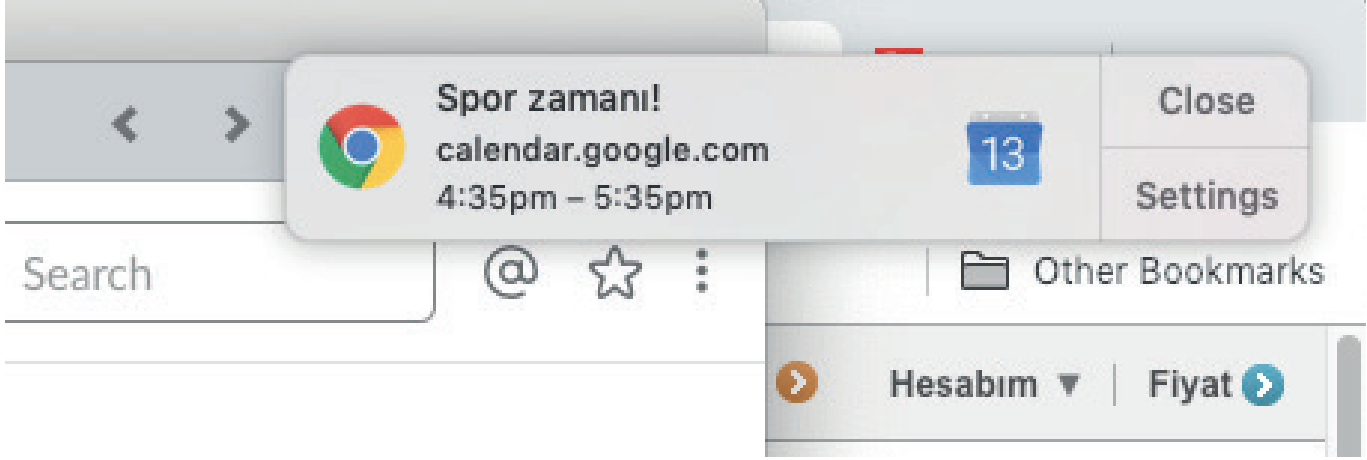 Spor zamanı!
calendar.google.com
4:35pm – 5:35pm
13
Close
Settings
Search
Other Bookmarks
Hesabım
Fiyat